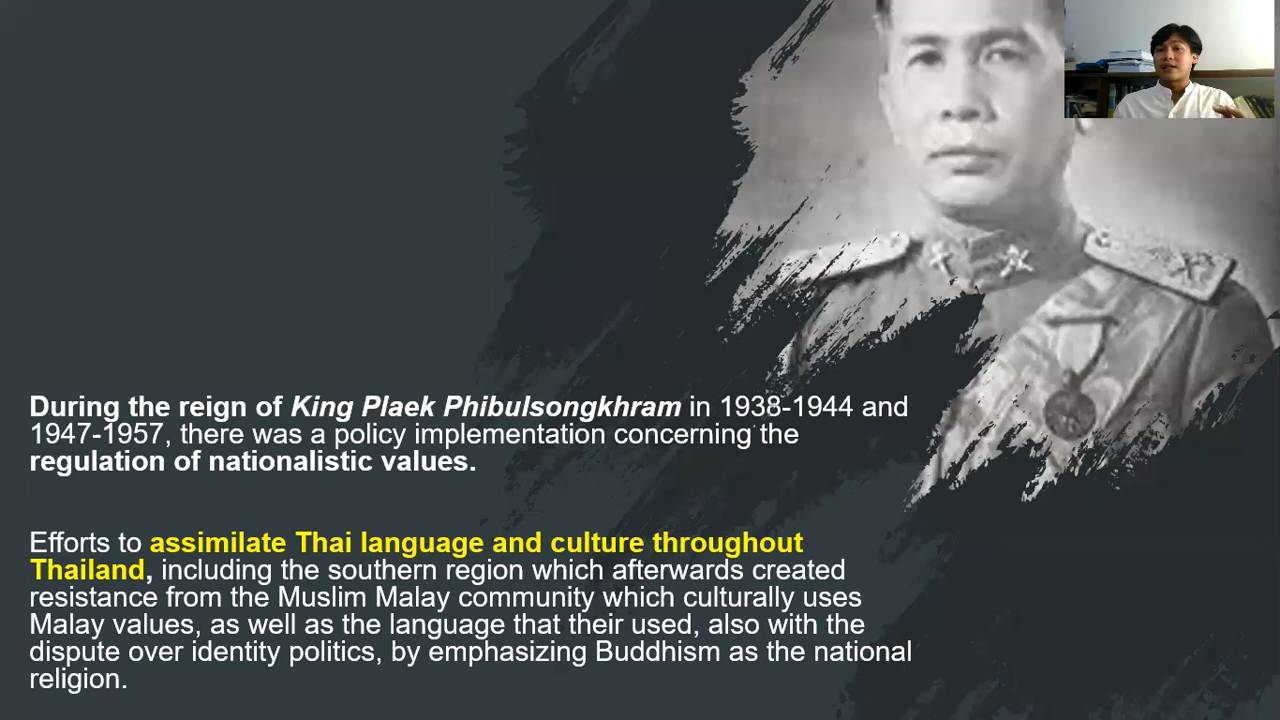 During the reign of King Plaek Phibulsongkhram in 1938-1944 and
1947-1957, there was a policy implementation concerning the
regulation of nationalistic values.
Efforts to assimilate Thai language and culture throughout
Thailand, including the southern region which afterwards created
resistance from the Muslim Malay community which culturally uses
Malay values, as well as the language that their used, also with the
dispute over identity politics, by emphasizing Buddhism as the national
religion.